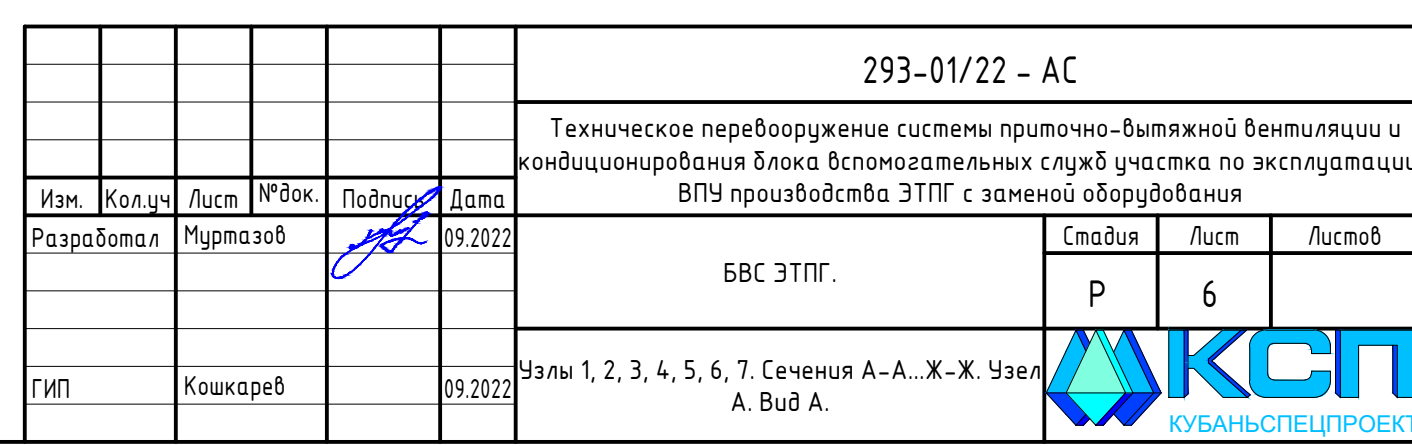 293-01/22 - АС
Техническое перевооружение системы приточно-вытяжной вентиляции и
кондиционирования блока вспомогательных служб участка по эксплуатации
ВПУ производства ЭТПГ с заменой оборудования
Изм. Кол.уч Лист №док. Подпись Дата
Разработал Муртазов 09.2022
БВС ЭТПГ.
Стадия Лист Листов
Р 6
Узлы 1, 2, 3, 4, 5, 6, 7. Сечения А-А...Ж-Ж. Узел
А. Вид А.
ГИП Кошкарев 09.2022
КСП
КУБАНЬСПЕЦПРОЕКТ